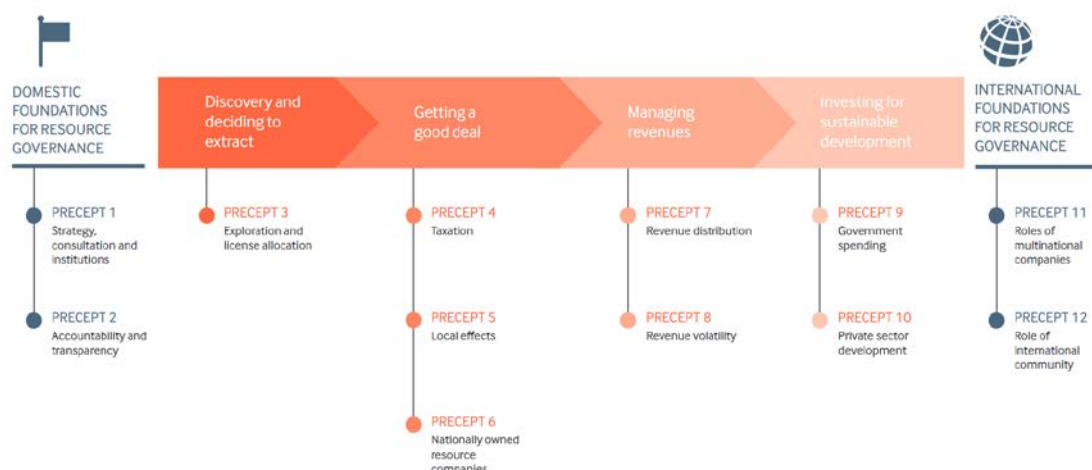 DOMESTIC
FOUNDATIONS
FOR RESOURCE
GOVERNANCE
Discovery and
deciding to
extract
Getting a
good deal
Managing
revenues
Investing for
sustainable
development
INTERNATIONAL
FOUNDATIONS
FOR RESOURCE
GOVERNANCE
PRECEPT 1
Strategy,
consultation and
institutions
PRECEPT 2
Accountability and
transparency
PRECEPT 3
Exploration and
license allocation
PRECEPT 4
Taxation
PRECEPT 5
Local effects
PRECEPT 6
Nationally owned
resource
companies
PRECEPT 7
Revenue distribution
PRECEPT 8
Revenue volatility
PRECEPT 9
Government
spending
PRECEPT 10
Private sector
development
PRECEPT 11
Roles of
multinational
companies
PRECEPT 12
Role of
international
community